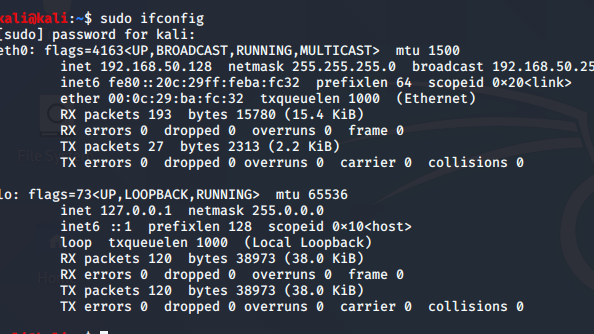 kali@kali:~$ sudo ifconfig
[sudo] password for kali:
eth0: flags=4163<UP,BROADCAST,RUNNING,MULTICAST>  mtu 1500
inet 192.168.50.128  netmask 255.255.255.0  broadcast 192.168.50.25
inet6 fe80::20c:29ff:feba:fc32  prefixlen 64  scopeid 0×20<link>
ether 00:0c:29:ba:fc:32  txqueuelen 1000  (Ethernet)
RX packets 193  bytes 15780 (15.4 KiB)
RX errors 0  dropped 0  overruns 0  frame 0
TX packets 27  bytes 2313 (2.2 KiB)
TX errors 0  dropped 0 overruns 0  carrier 0  collisions 0
lo: flags=73<UP,LOOPBACK,RUNNING>  mtu 65536
inet 127.0.0.1  netmask 255.0.0.0
inet6 ::1  prefixlen 128  scopeid 0×10<host>
loop  txqueuelen 1000  (Local Loopback)
RX packets 120  bytes 38973 (38.0 KiB)
RX errors 0  dropped 0  overruns 0  frame 0
TX packets 120  bytes 38973 (38.0 KiB)
TX errors 0  dropped 0 overruns 0  carrier 0  collisions 0